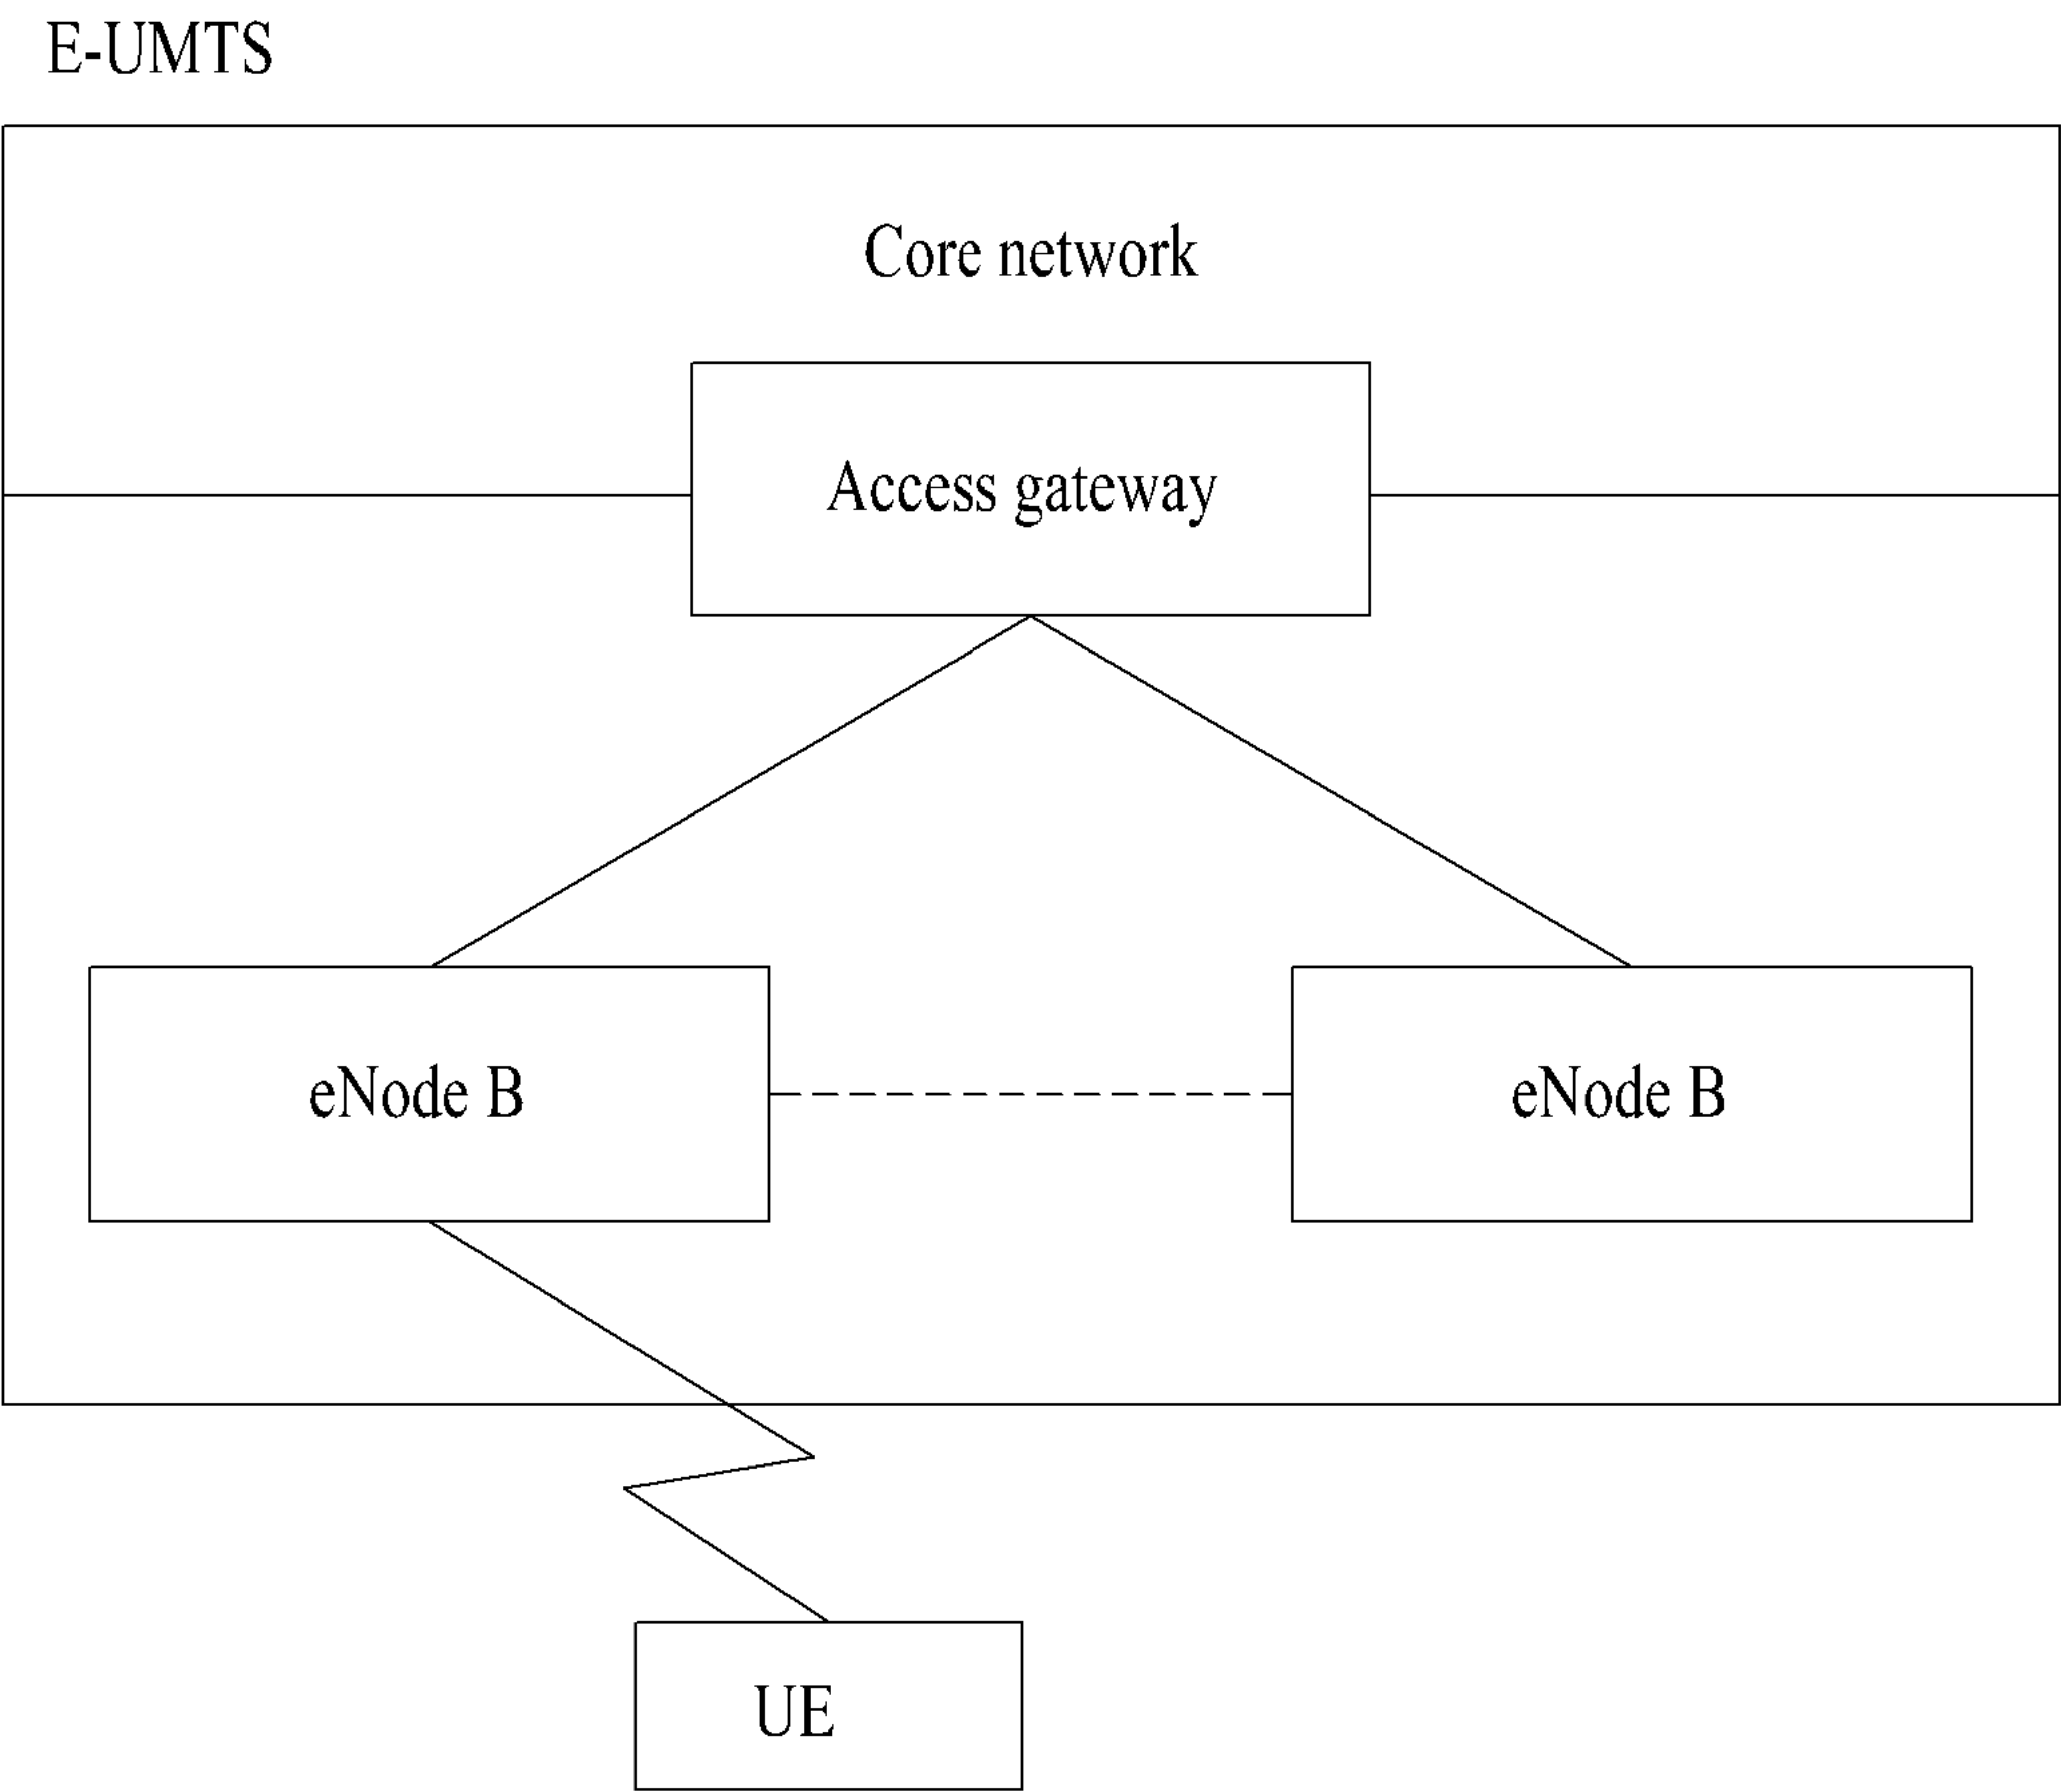 E-UMTS
Core network
Access gateway
eNode B
eNode B
UE